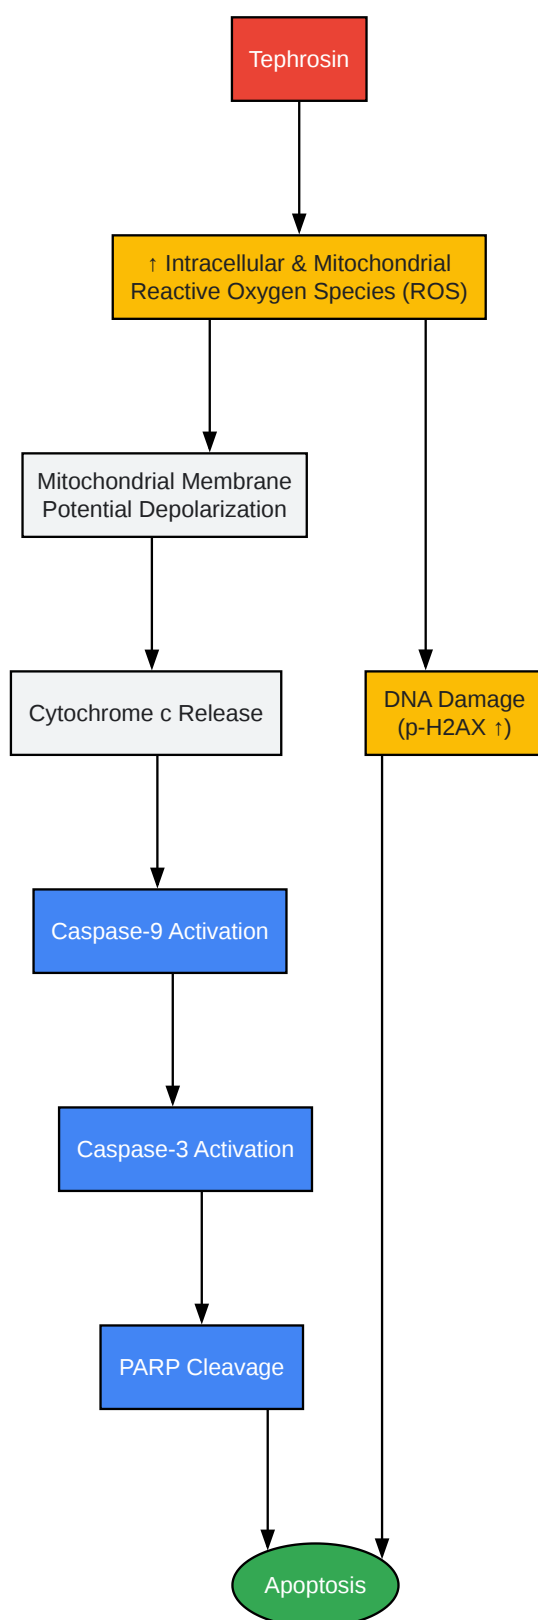 Tephrosin
↑ Intracellular & Mitochondrial
Reactive Oxygen Species (ROS)
Mitochondrial Membrane
Potential Depolarization
Cytochrome c Release
DNA Damage
(p-H2AX ↑)
Caspase-9 Activation
Caspase-3 Activation
PARP Cleavage
Apoptosis